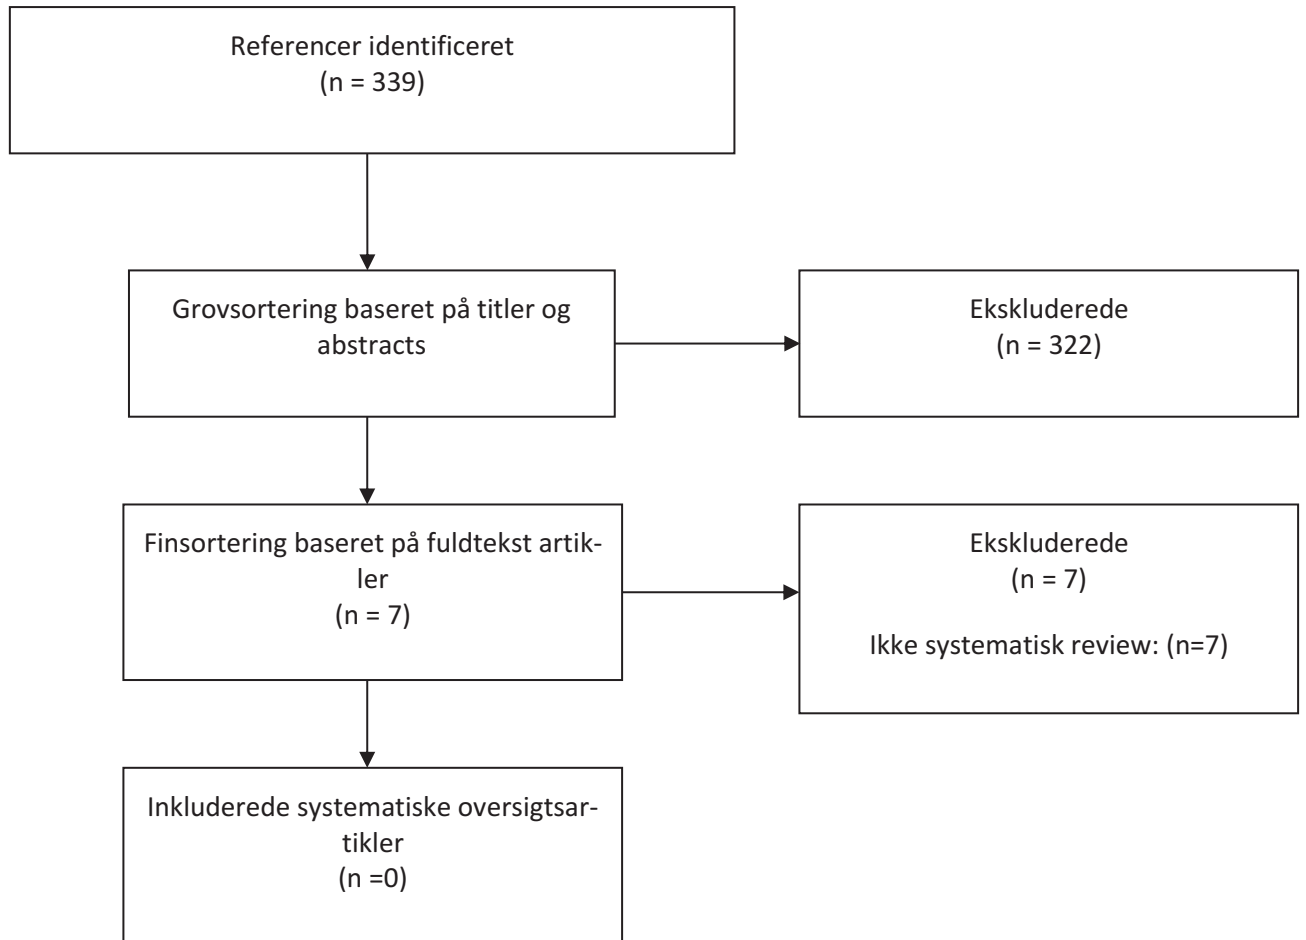 Referencer identificeret
(n = 339)
Grovsortering baseret på titler og
abstracts
Ekskluderede
(n = 322)
Finsortering baseret på fuldtekst artik-
ler
(n = 7)
Ekskluderede
(n = 7)
Ikke systematisk review: (n=7)
Inkluderede systematiske oversigtsar-
tikler
(n =0)